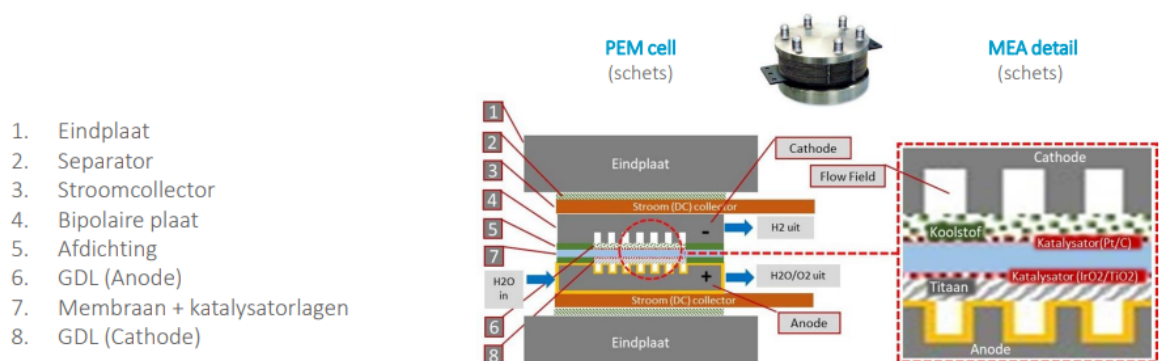 1. Eindplaat
2. Separator
3. Stroomcollector
4. Bipolaire plaat
5. Afdichting
6. GDL (Anode)
7. Membraan + katalysatorlagen
8. GDL (Cathode)
PEM cell
(schets)
MEA detail
(schets)
1
2
3
4
5
7
6
8
Eindplaat
Stroom (DC) collector
Cathode
Flow Field
-
H2 uit
H2O
in
+
H2O/O2 uit
Stroom (DC) collector
Anode
Eindplaat
Cathode
Koolstof
Katalysator(Pt/C)
Katalysator (IrO2/TiO2)
Titaan
Anode